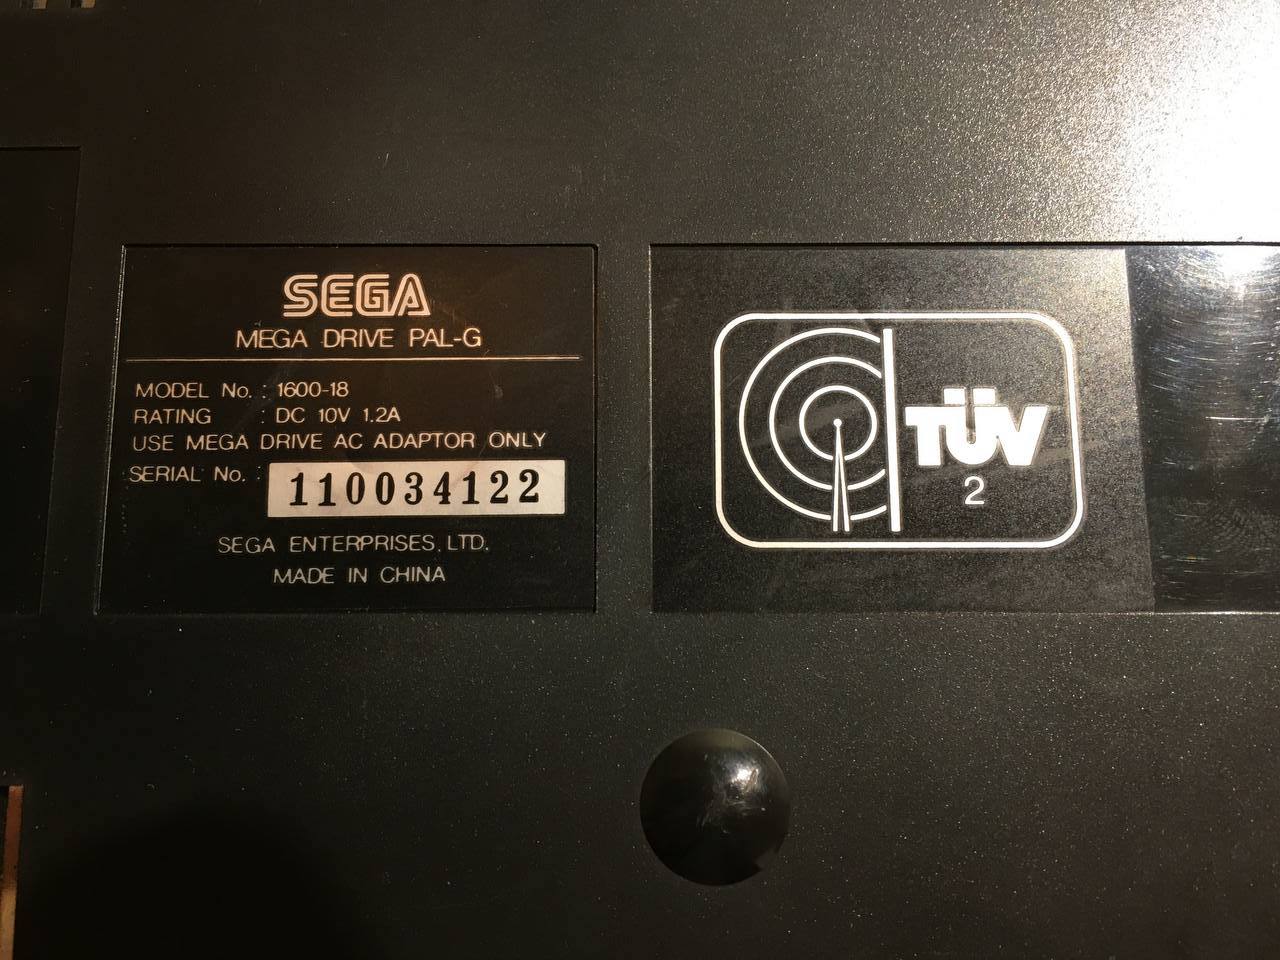 SEGA
MEGA DRIVE PAL-G
MODEL No. : 1600-18
RATING : DC 10V 1.2A
USE MEGA DRIVE AC ADAPTOR ONLY
SERIAL No. : 110034122
SEGA ENTERPRISES, LTD.
MADE IN CHINA
TÜV
2